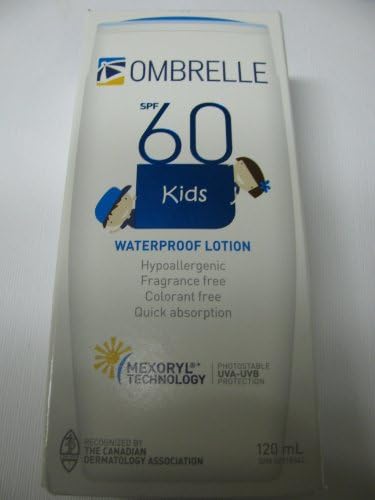 OMBRELLE
SPF
60
Kids
WATERPROOF LOTION
Hypoallergenic
Fragrance free
Colorant free
Quick absorption
MEXORYL®*
TECHNOLOGY
PHOTOSTABLE
UVA-UVB
PROTECTION
RECOGNIZED BY
THE CANADIAN
DERMATOLOGY ASSOCIATION
120 mL